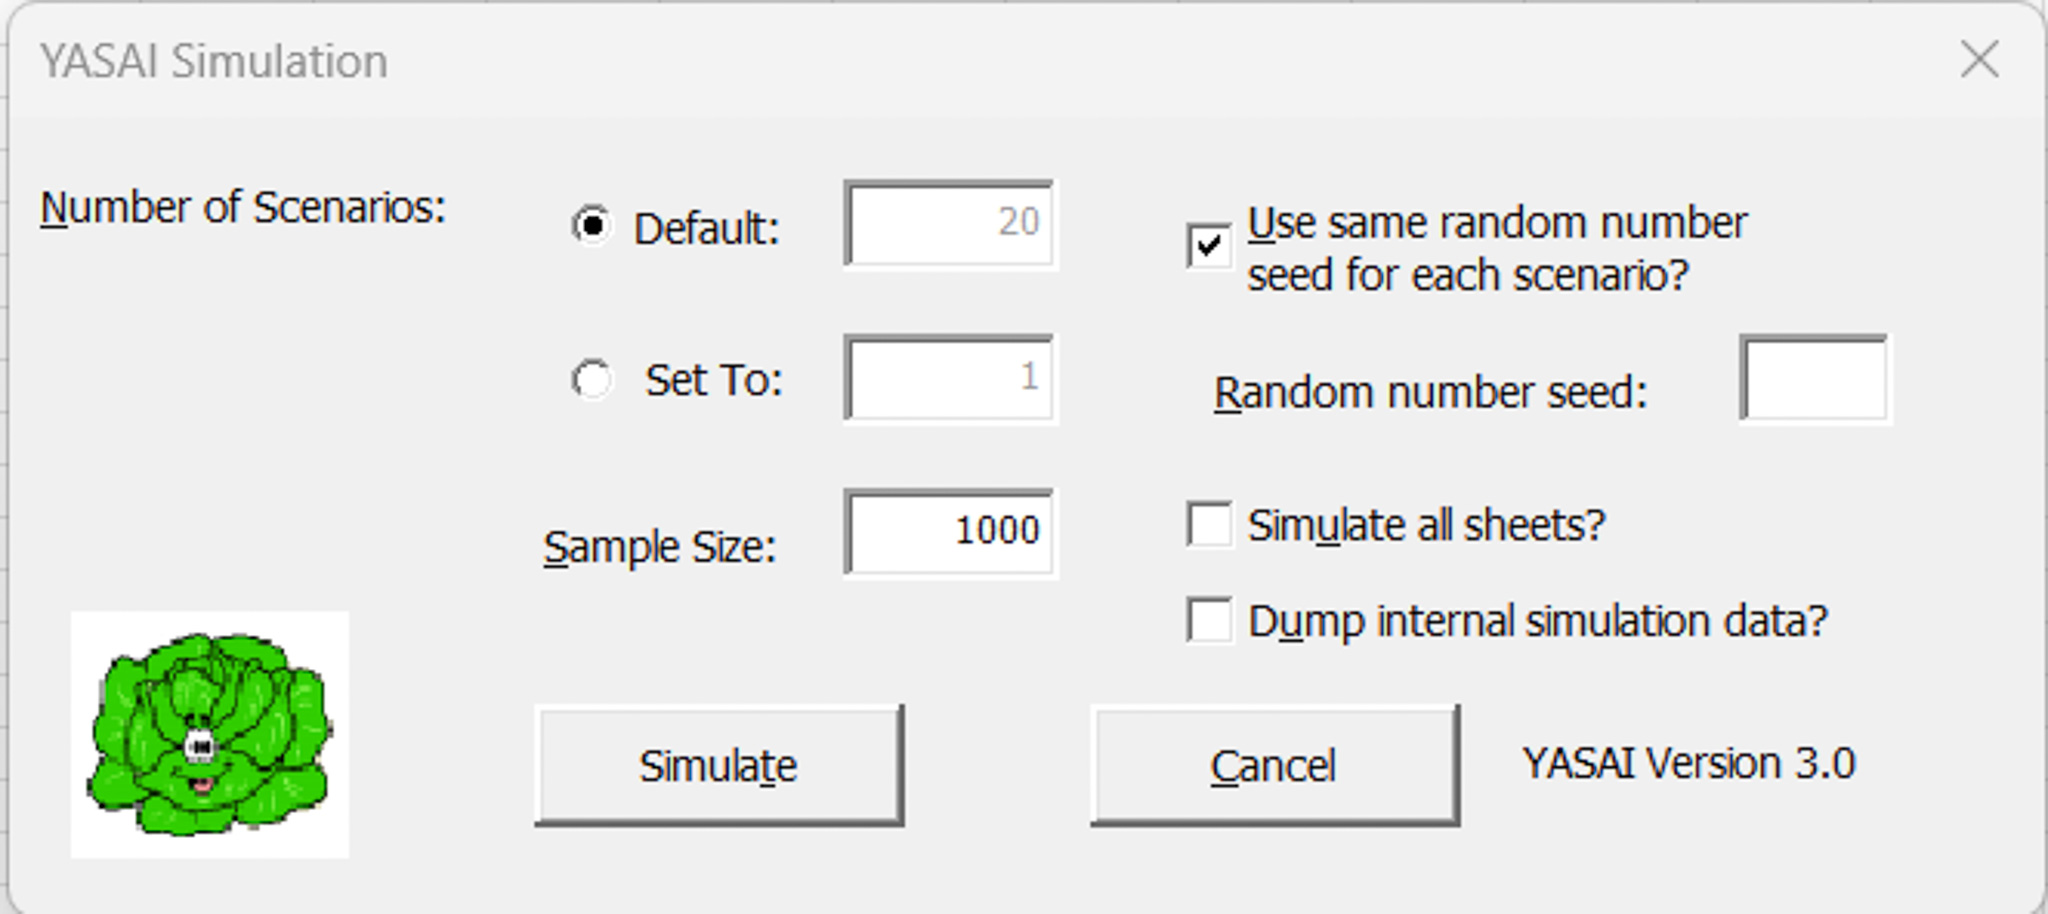 YASAI Simulation
Number of Scenarios:
Default:
20
Use same random number
seed for each scenario?
Set To:
1
Random number seed:
Sample Size:
1000
Simulate all sheets?
Dump internal simulation data?
Simulate
Cancel
YASAI Version 3.0